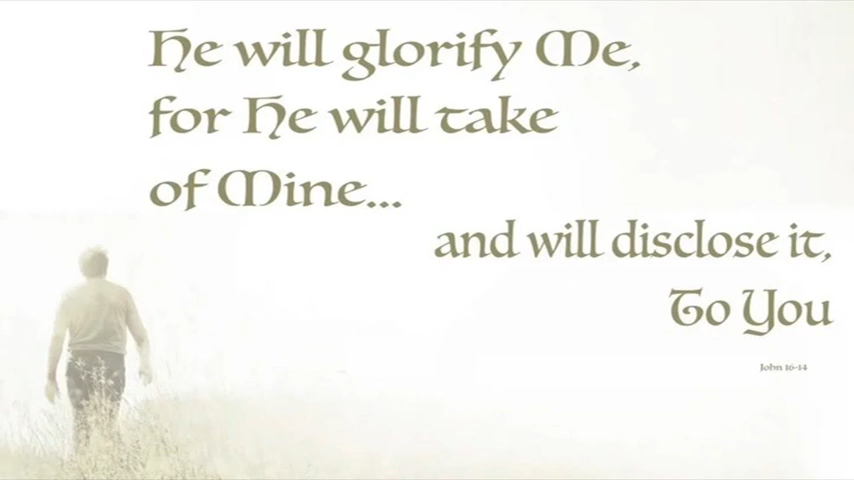 He will glorify Me,
for He will take
of Mine...
and will disclose it,
To You
John 16-14